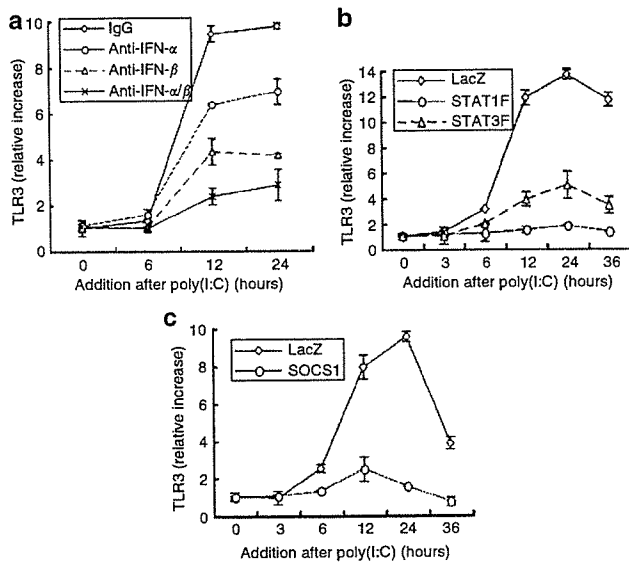 a
10
8
6
4
2
0
TLR3 (relative increase)
IgG
Anti-IFN-α
Anti-IFN-β
Anti-IFN-α/β
0 6 12 24
Addition after poly(I:C) (hours)
b
14
12
10
8
6
4
2
0
TLR3 (relative increase)
LacZ
STAT1F
STAT3F
0 3 6 12 24 36
Addition after poly(I:C) (hours)
c
10
8
6
4
2
0
TLR3 (relative increase)
LacZ
SOCS1
0 3 6 12 24 36
Addition after poly(I:C) (hours)